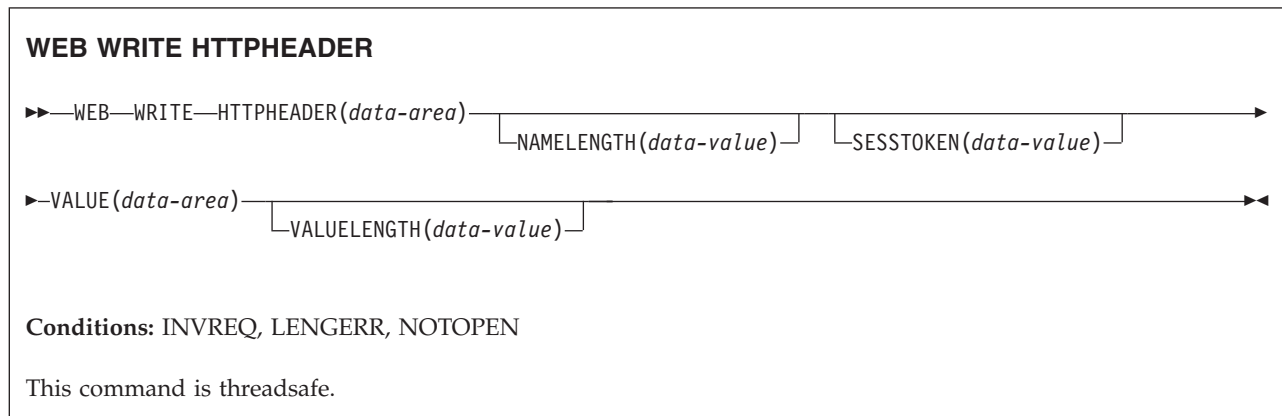 WEB WRITE HTTPHEADER
WEB WRITE HTTPHEADER(data-area)
NAMELENGTH(data-value) SESSTOKEN(data-value)
VALUE(data-area)
VALUELENGTH(data-value)
Conditions: INVREQ, LENGERR, NOTOPEN
This command is threadsafe.